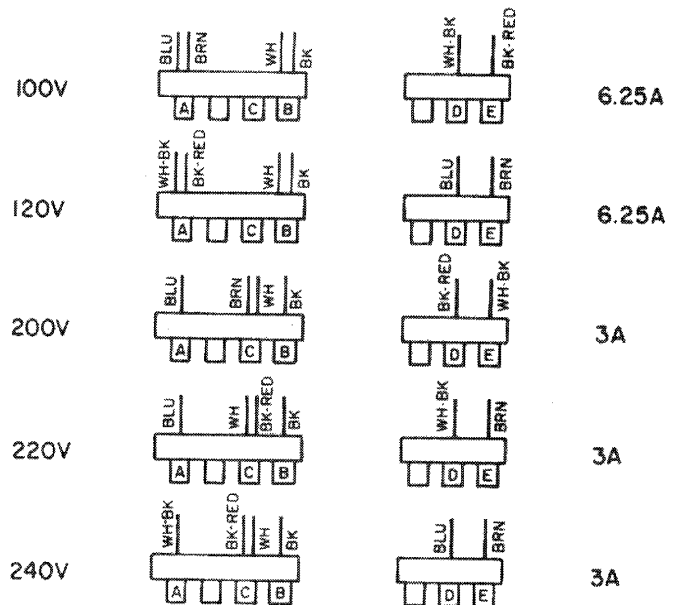 BLU BRN WH BK WH-BK BK-RED
100V 6.25A
A C B D E
WH-BK BK-RED WH BK BLU BRN
120V 6.25A
A C B D E
BLU BRN WH BK BK-RED WH-BK
200V 3A
A C B D E
BLU WH BK-RED BK WH-BK BRN
220V 3A
A C B D E
WH-BK BK-RED WH BK BLU BRN
240V 3A
A C B D E